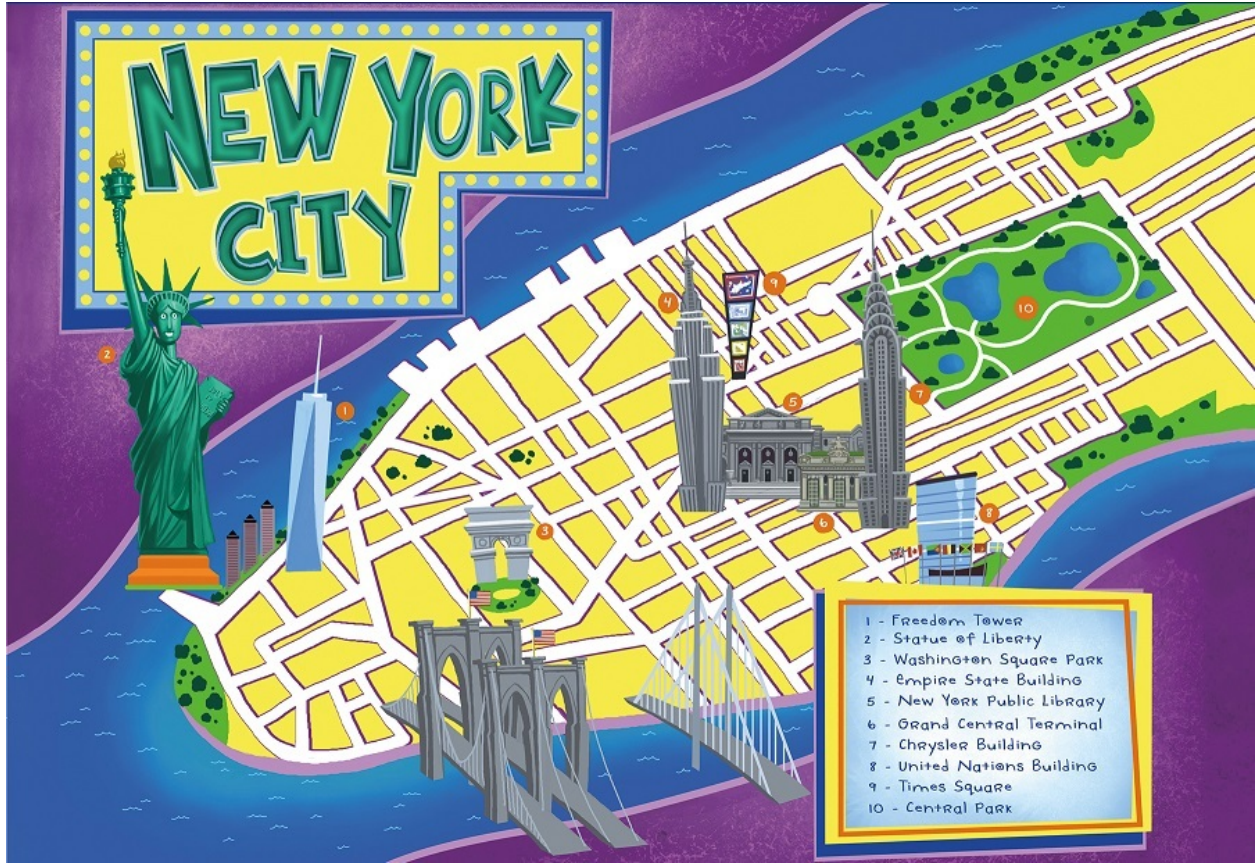 NEW YORK
CITY
4
9
10
2
1
5
7
3
6
8
1 - Freedom Tower
2 - Statue of Liberty
3 - Washington Square Park
4 - Empire State Building
5 - New York Public Library
6 - Grand Central Terminal
7 - Chrysler Building
8 - United Nations Building
9 - Times Square
10 - Central Park